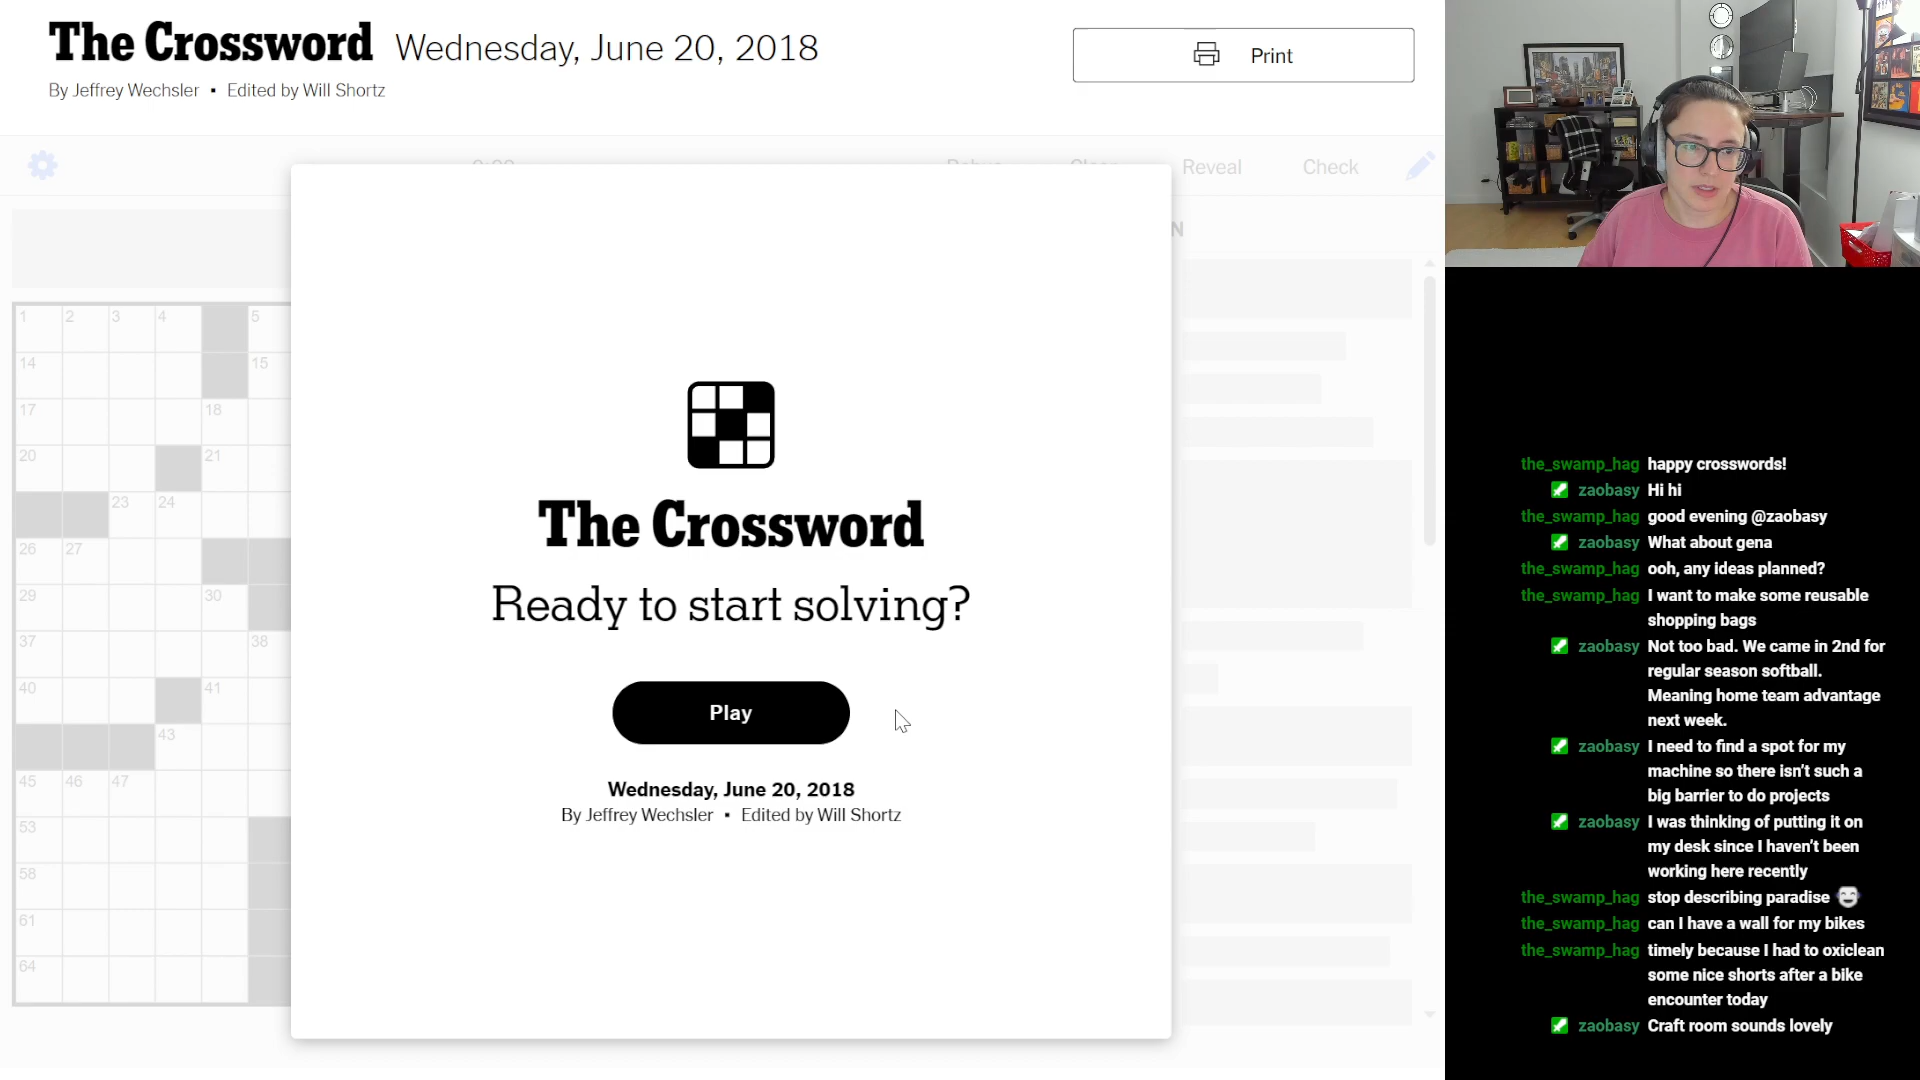 The Crossword Wednesday, June 20, 2018
By Jeffrey Wechsler ▪ Edited by Will Shortz
Print
Reveal
Check
N
1 2 3 4 5
14 15
17 18
20 21
23 24
26 27
29 30
37 38
40 41
43
45 46 47
53
58
61
64
The Crossword
Ready to start solving?
Play
Wednesday, June 20, 2018
By Jeffrey Wechsler ▪ Edited by Will Shortz
the_swamp_hag happy crosswords!
zaobasy Hi hi
the_swamp_hag good evening @zaobasy
zaobasy What about gena
the_swamp_hag ooh, any ideas planned?
the_swamp_hag I want to make some reusable
shopping bags
zaobasy Not too bad. We came in 2nd for
regular season softball.
Meaning home team advantage
next week.
zaobasy I need to find a spot for my
machine so there isn't such a
big barrier to do projects
zaobasy I was thinking of putting it on
my desk since I haven't been
working here recently
the_swamp_hag stop describing paradise
the_swamp_hag can I have a wall for my bikes
the_swamp_hag timely because I had to oxiclean
some nice shorts after a bike
encounter today
zaobasy Craft room sounds lovely